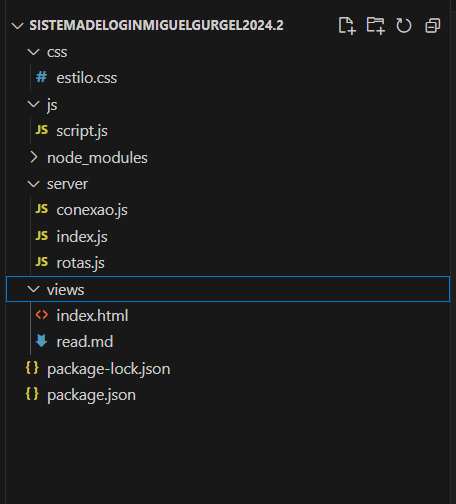 SISTEMADELOGINMIGUELGURGEL2024.2
css
# estilo.css
js
JS script.js
node_modules
server
JS conexao.js
JS index.js
JS rotas.js
views
<> index.html
read.md
{} package-lock.json
{} package.json